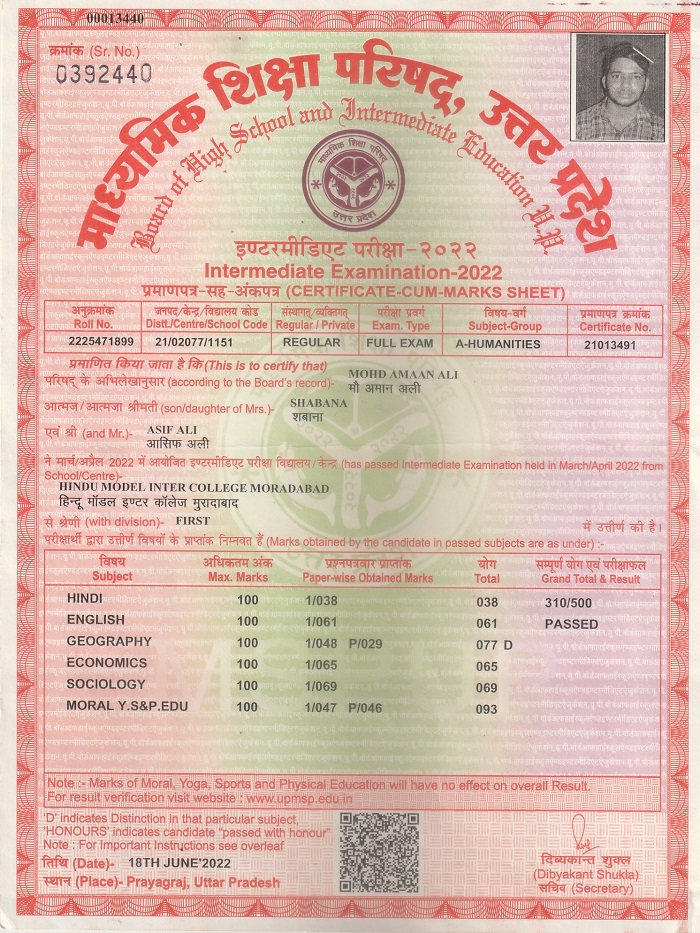 00013440
क्रमांक (Sr. No.)
0392440
माध्यमिक शिक्षा परिषद्, उत्तर प्रदेश
Board of High School and Intermediate Education U.P.
माध्यमिक शिक्षा परिषद
उत्तर प्रदेश
इण्टरमीडिएट परीक्षा-२०२२
Intermediate Examination-2022
प्रमाणपत्र-सह-अंकपत्र (CERTIFICATE-CUM-MARKS SHEET)
अनुक्रमांक जनपद/केन्द्र/विद्यालय कोड संस्थागत/व्यक्तिगत परीक्षा प्रवर्ग विषय-वर्ग प्रमाणपत्र क्रमांक
Roll No. Distt./Centre/School Code Regular / Private Exam. Type Subject-Group Certificate No.
2225471899 21/02077/1151 REGULAR FULL EXAM A-HUMANITIES 21013491
प्रमाणित किया जाता है कि (This is to certify that)
MOHD AMAAN ALI
परिषद् के अभिलेखानुसार (according to the Board's record)- मौ अमान अली
SHABANA
आत्मज/आत्मजा श्रीमती (son/daughter of Mrs.)- शबाना
ASIF ALI
एवं श्री (and Mr.)- आसिफ अली
ने मार्च/अप्रैल 2022 में आयोजित इण्टरमीडिएट परीक्षा विद्यालय/केन्द्र (has passed Intermediate Examination held in March/April 2022 from
School/Centre)-
HINDU MODEL INTER COLLEGE MORADABAD
हिन्दू मॉडल इण्टर कॉलेज मुरादाबाद
से श्रेणी (with division)- FIRST में उत्तीर्ण की है।
परीक्षार्थी द्वारा उत्तीर्ण विषयों के प्राप्तांक निम्नवत हैं (Marks obtained by the candidate in passed subjects are as under) :-
विषय अधिकतम अंक प्रश्नपत्रवार प्राप्तांक योग सम्पूर्ण योग एवं परीक्षाफल
Subject Max. Marks Paper-wise Obtained Marks Total Grand Total & Result
HINDI 100 1/038 038 310/500
ENGLISH 100 1/061 061 PASSED
GEOGRAPHY 100 1/048 P/029 077 D
ECONOMICS 100 1/065 065
SOCIOLOGY 100 1/069 069
MORAL Y.S&P.EDU 100 1/047 P/046 093
Note :- Marks of Moral, Yoga, Sports and Physical Education will have no effect on overall Result.
For result verification visit website : www.upmsp.edu.in
'D' indicates Distinction in that particular subject,
'HONOURS' indicates candidate "passed with honour"
Note : For Important Instructions see overleaf
तिथि (Date)- 18TH JUNE'2022
स्थान (Place)- Prayagraj, Uttar Pradesh
दिव्यकान्त शुक्ल
(Dibyakant Shukla)
सचिव (Secretary)